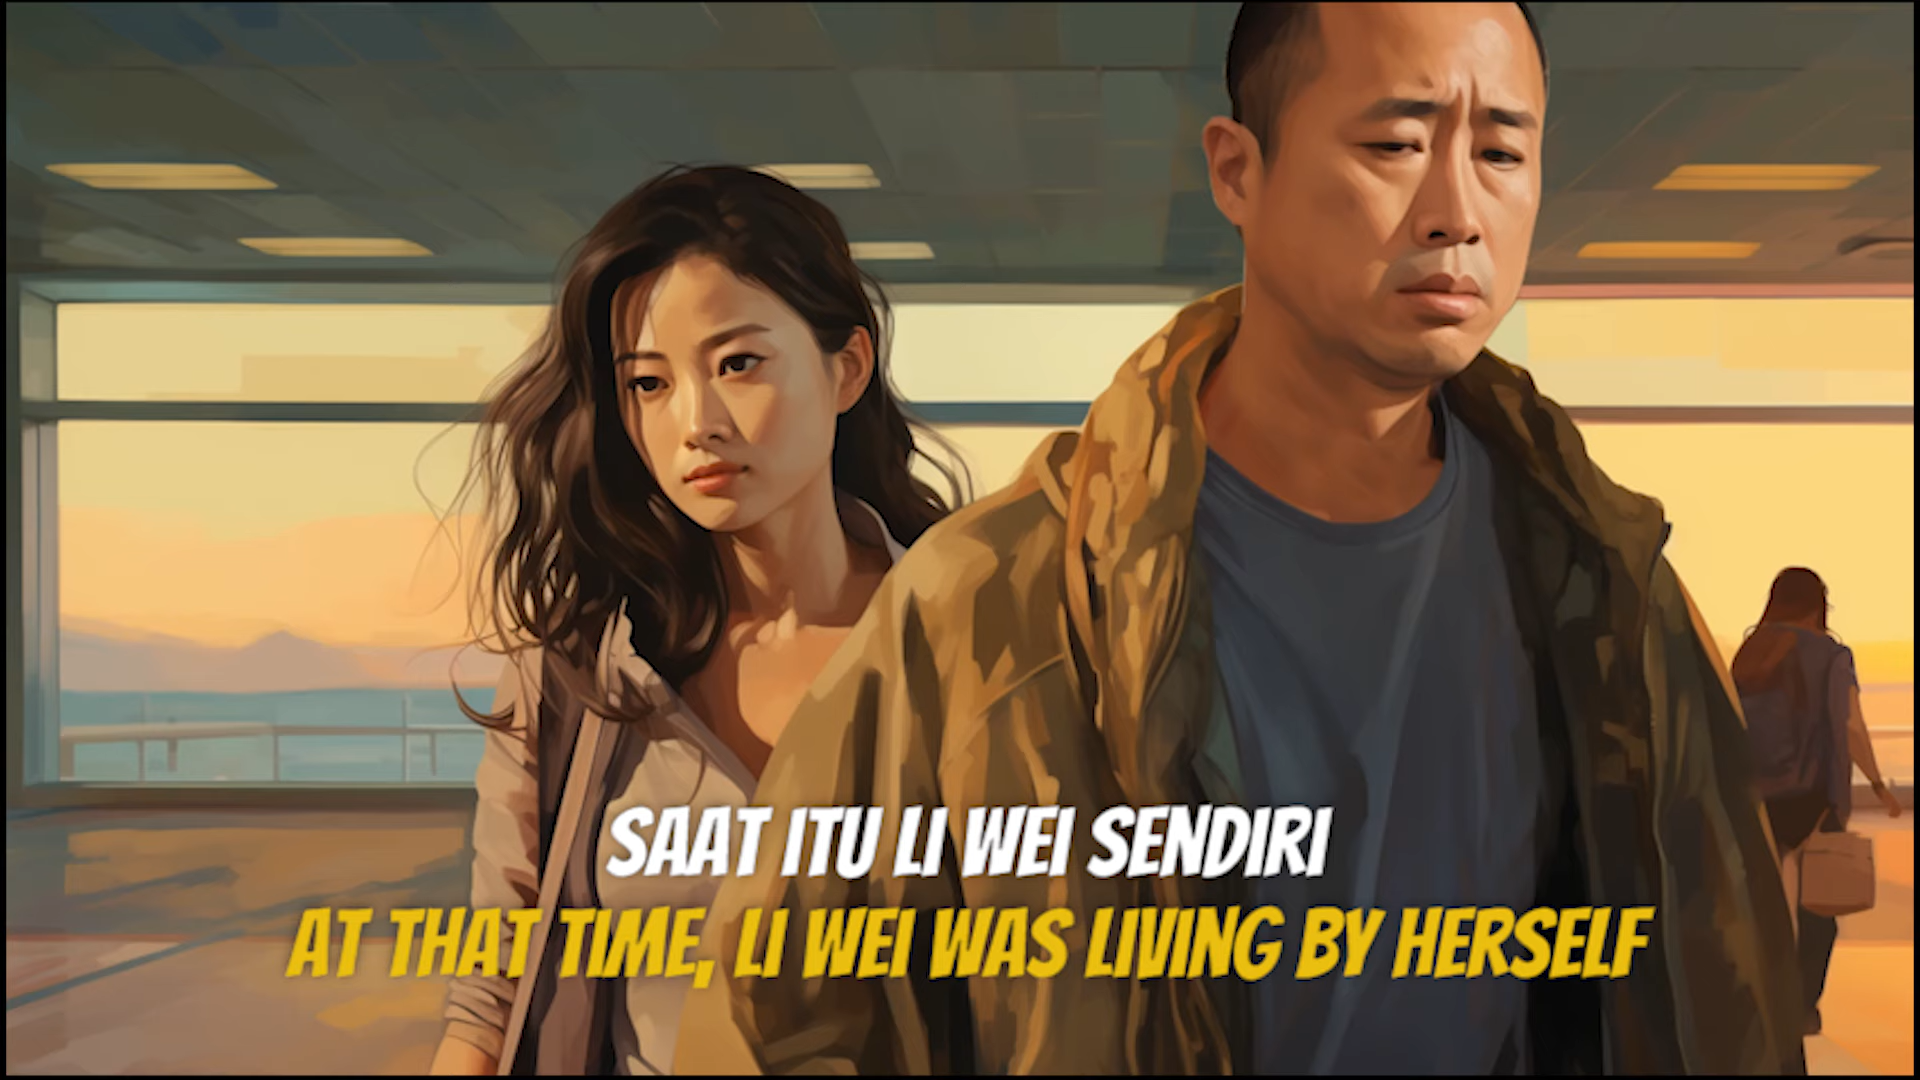 SAAT ITU LI WEI SENDIRI
AT THAT TIME, LI WEI WAS LIVING BY HERSELF